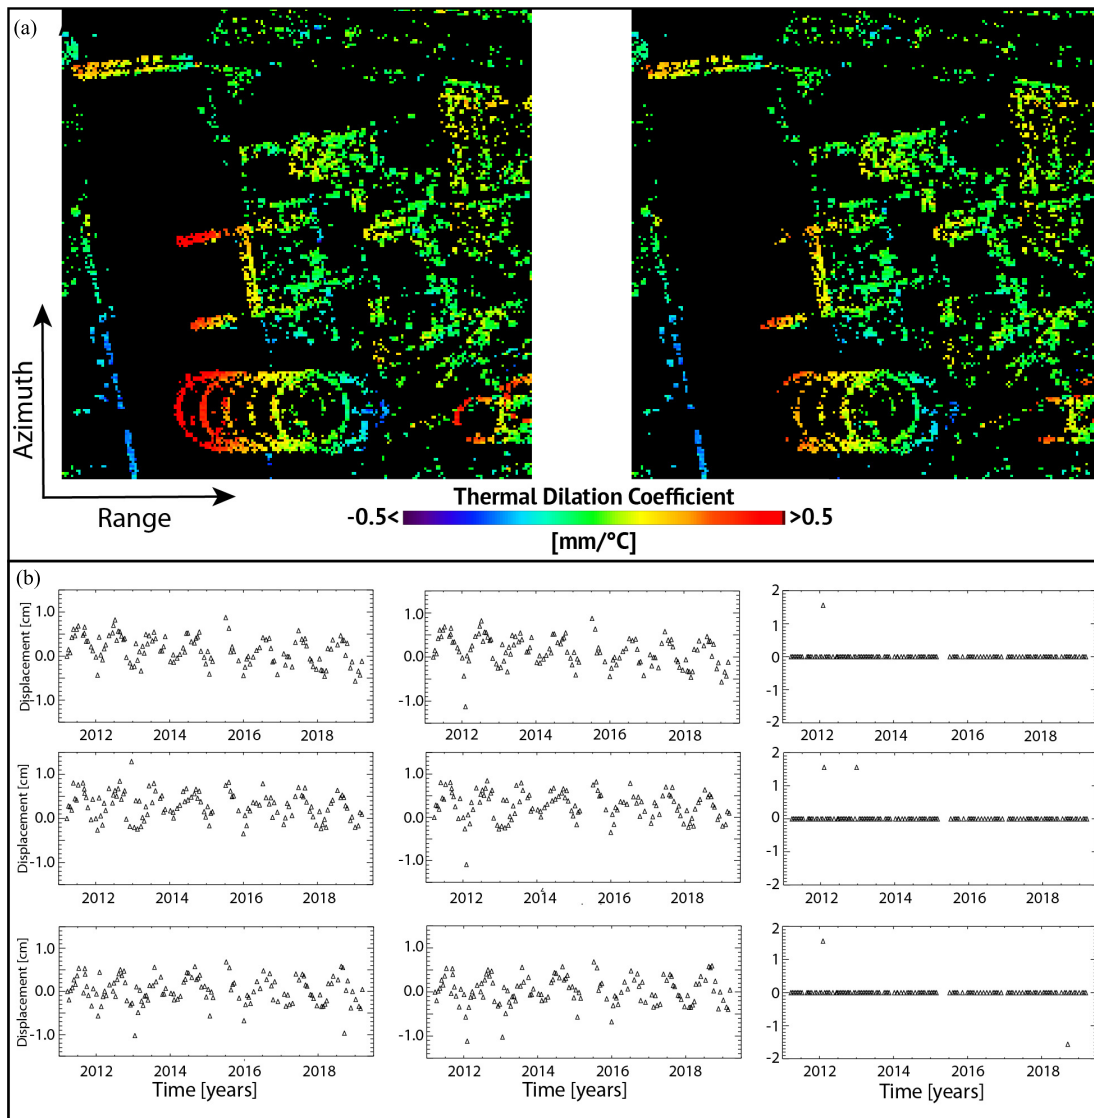 (a)
Azimuth
Range
Thermal Dilation Coefficient
-0.5< >0.5
[mm/°C]
(b)
Displacement [cm]
1.0
0.0
-1.0
2012 2014 2016 2018
1.0
0.0
-1.0
2012 2014 2016 2018
2
1
0
-1
-2
2012 2014 2016 2018
Displacement [cm]
1.0
0.0
-1.0
2012 2014 2016 2018
1.0
0.0
-1.0
2012 2014 2016 2018
2
1
0
-1
-2
2012 2014 2016 2018
Displacement [cm]
1.0
0.0
-1.0
2012 2014 2016 2018
Time [years]
1.0
0.0
-1.0
2012 2014 2016 2018
Time [years]
2
1
0
-1
-2
2012 2014 2016 2018
Time [years]